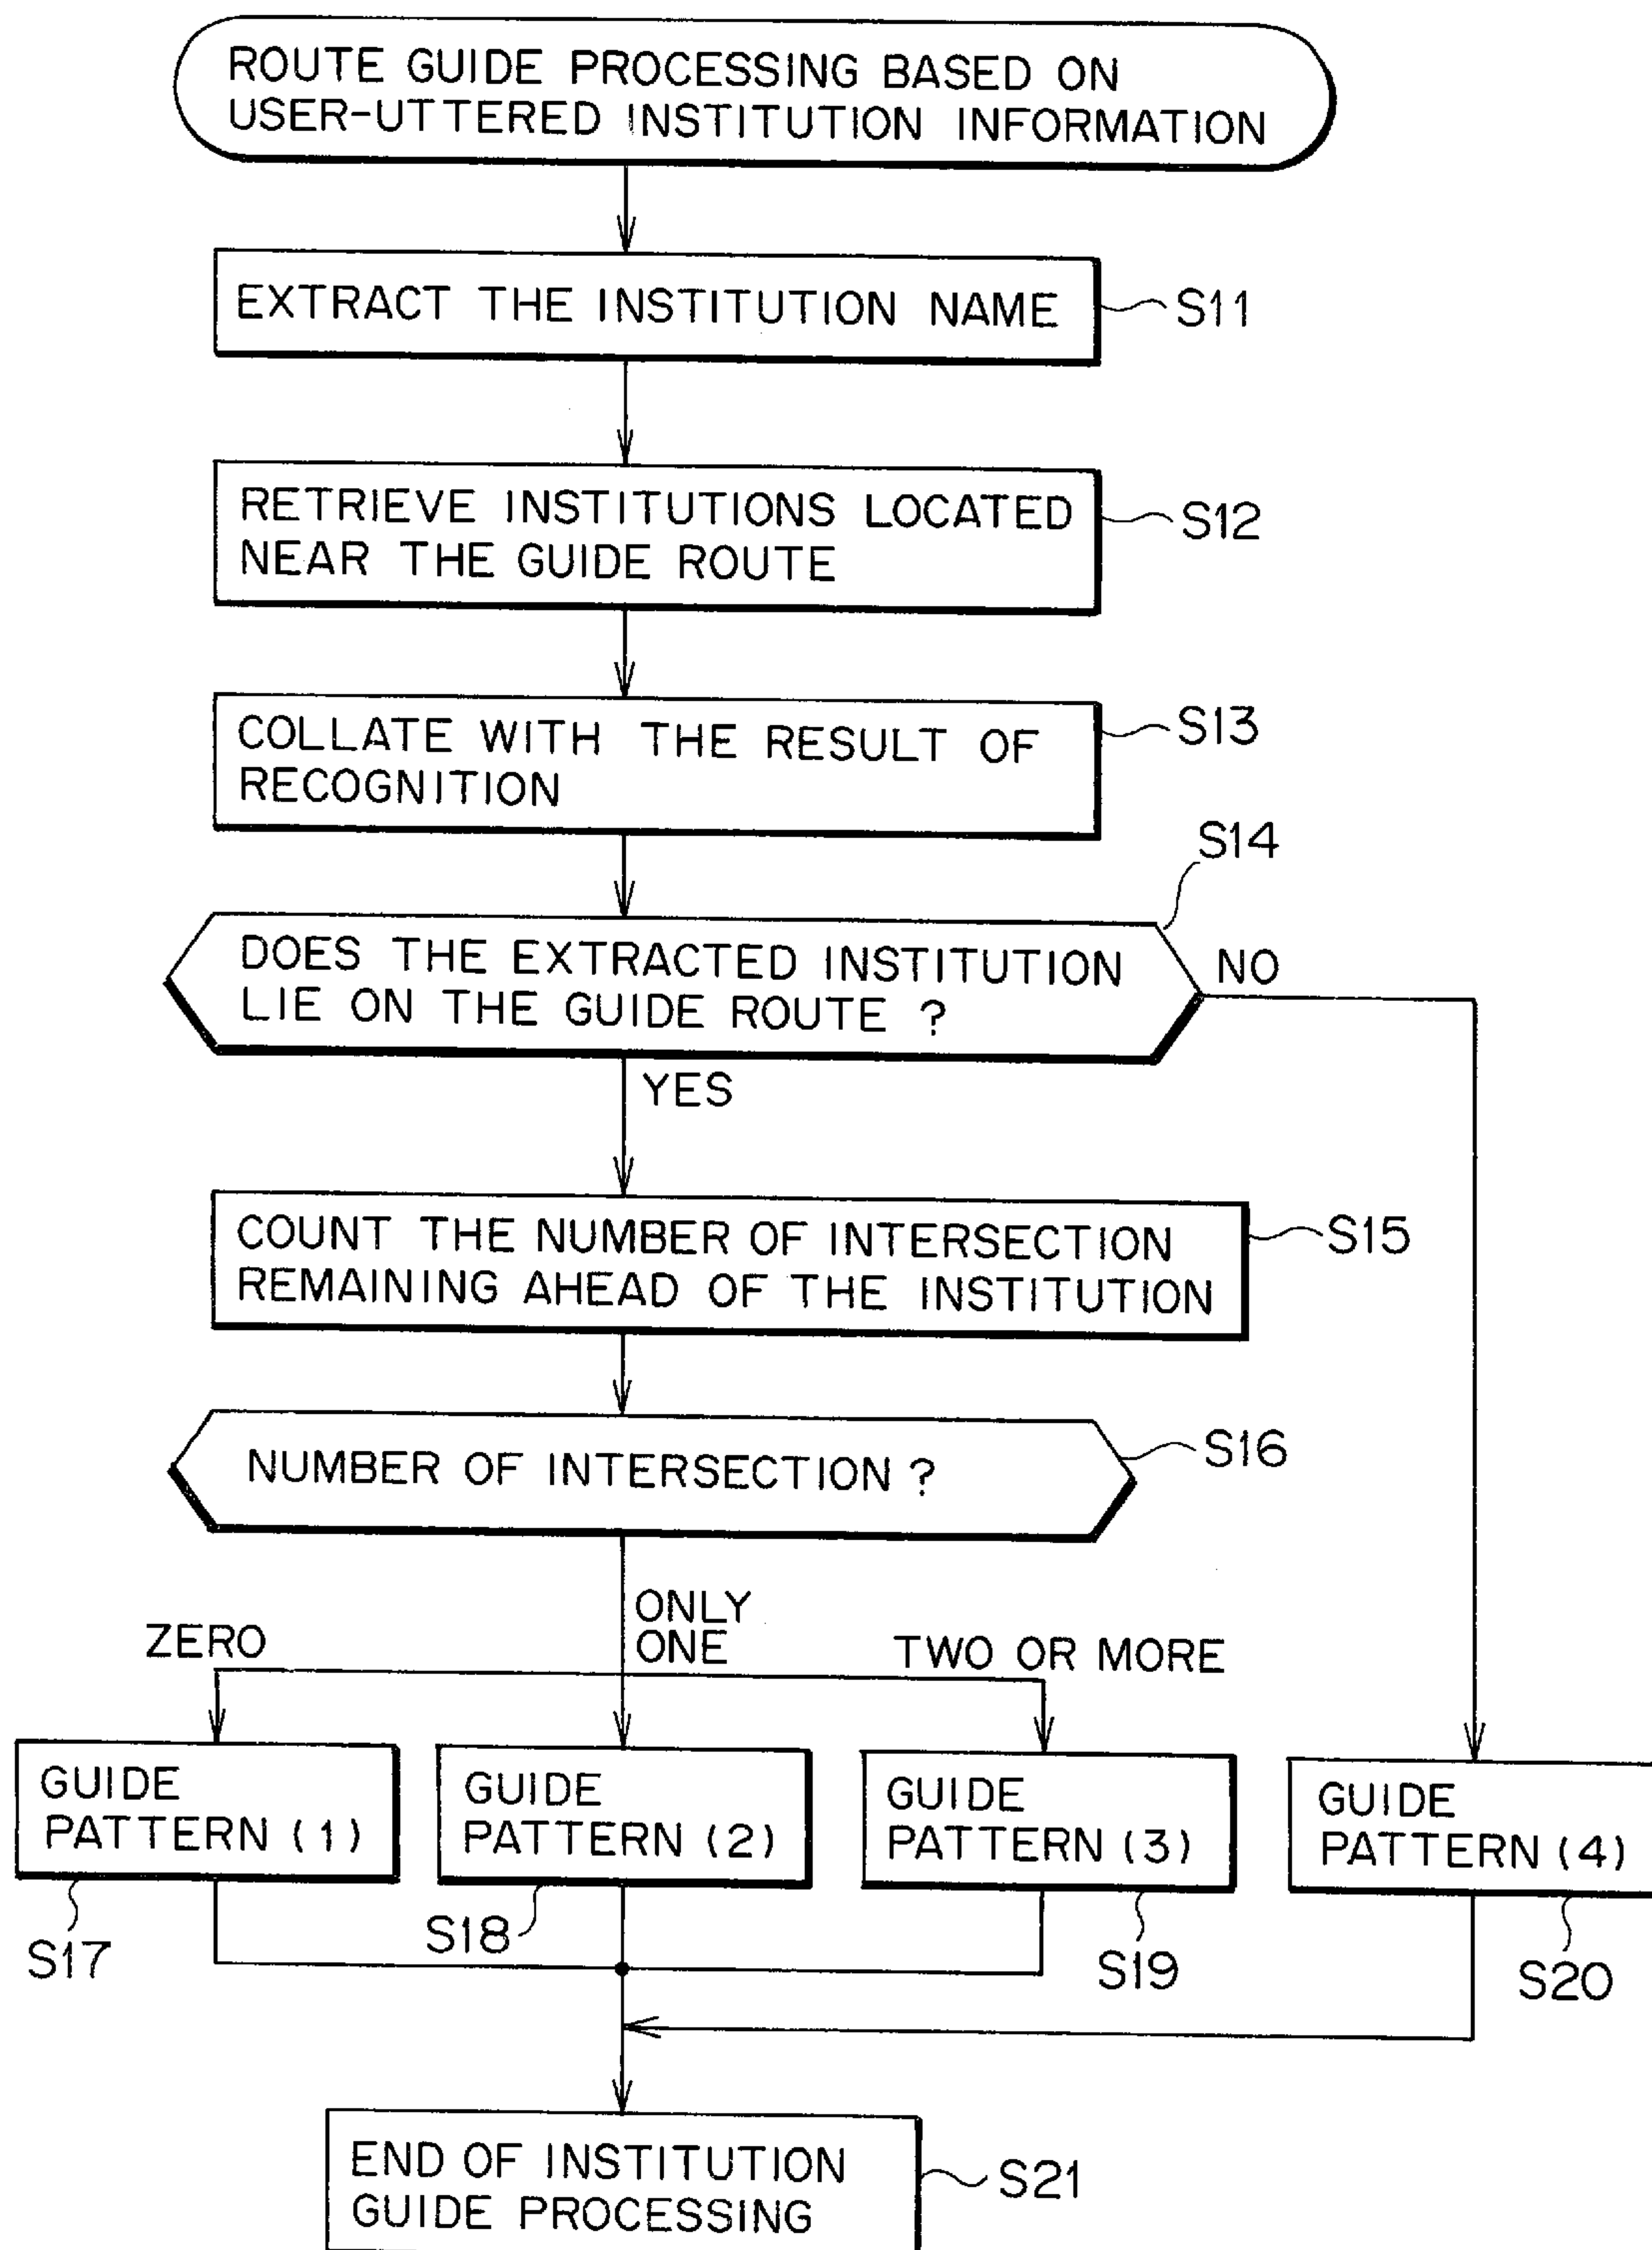 ROUTE GUIDE PROCESSING BASED ON
USER-UTTERED INSTITUTION INFORMATION
EXTRACT THE INSTITUTION NAME
S11
RETRIEVE INSTITUTIONS LOCATED
NEAR THE GUIDE ROUTE
S12
COLLATE WITH THE RESULT OF
RECOGNITION
S13
S14
DOES THE EXTRACTED INSTITUTION
LIE ON THE GUIDE ROUTE ?
NO
YES
COUNT THE NUMBER OF INTERSECTION
REMAINING AHEAD OF THE INSTITUTION
S15
NUMBER OF INTERSECTION ?
S16
ZERO
ONLY
ONE
TWO OR MORE
GUIDE
PATTERN (1)
S17
GUIDE
PATTERN (2)
S18
GUIDE
PATTERN (3)
S19
GUIDE
PATTERN (4)
S20
END OF INSTITUTION
GUIDE PROCESSING
S21